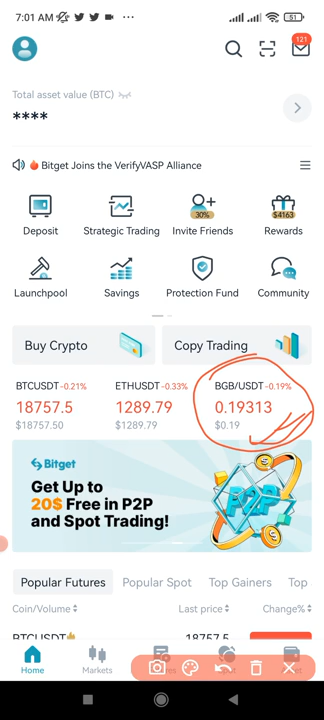 7:01 AM
51
121
Total asset value (BTC)
****
Bitget Joins the VerifyVASP Alliance
30%
$4163
Deposit
Strategic Trading
Invite Friends
Rewards
Launchpool
Savings
Protection Fund
Community
Buy Crypto
Copy Trading
BTCUSDT -0.21%
ETHUSDT -0.33%
BGB/USDT -0.19%
18757.5
1289.79
0.19313
$18757.50
$1289.79
$0.19
Bitget
Get Up to
20$ Free in P2P
and Spot Trading!
P2P
Popular Futures
Popular Spot
Top Gainers
Top
Coin/Volume
Last price
Change%
BTCUSDT
18757.5
Home
Markets